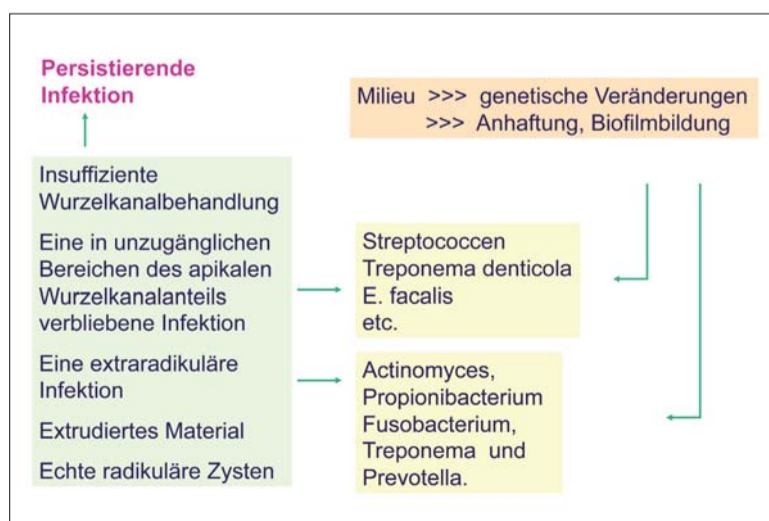 Persistierende
Infektion
Milieu >>> genetische Veränderungen
>>> Anhaftung, Biofilmbildung
Insuffiziente
Wurzelkanalbehandlung
Eine in unzugänglichen
Bereichen des apikalen
Wurzelkanalanteils
verbliebene Infektion
Streptococcen
Treponema denticola
E. facalis
etc.
Eine extraradikuläre
Infektion
Extrudiertes Material
Echte radikuläre Zysten
Actinomyces,
Propionibacterium
Fusobacterium,
Treponema und
Prevotella.